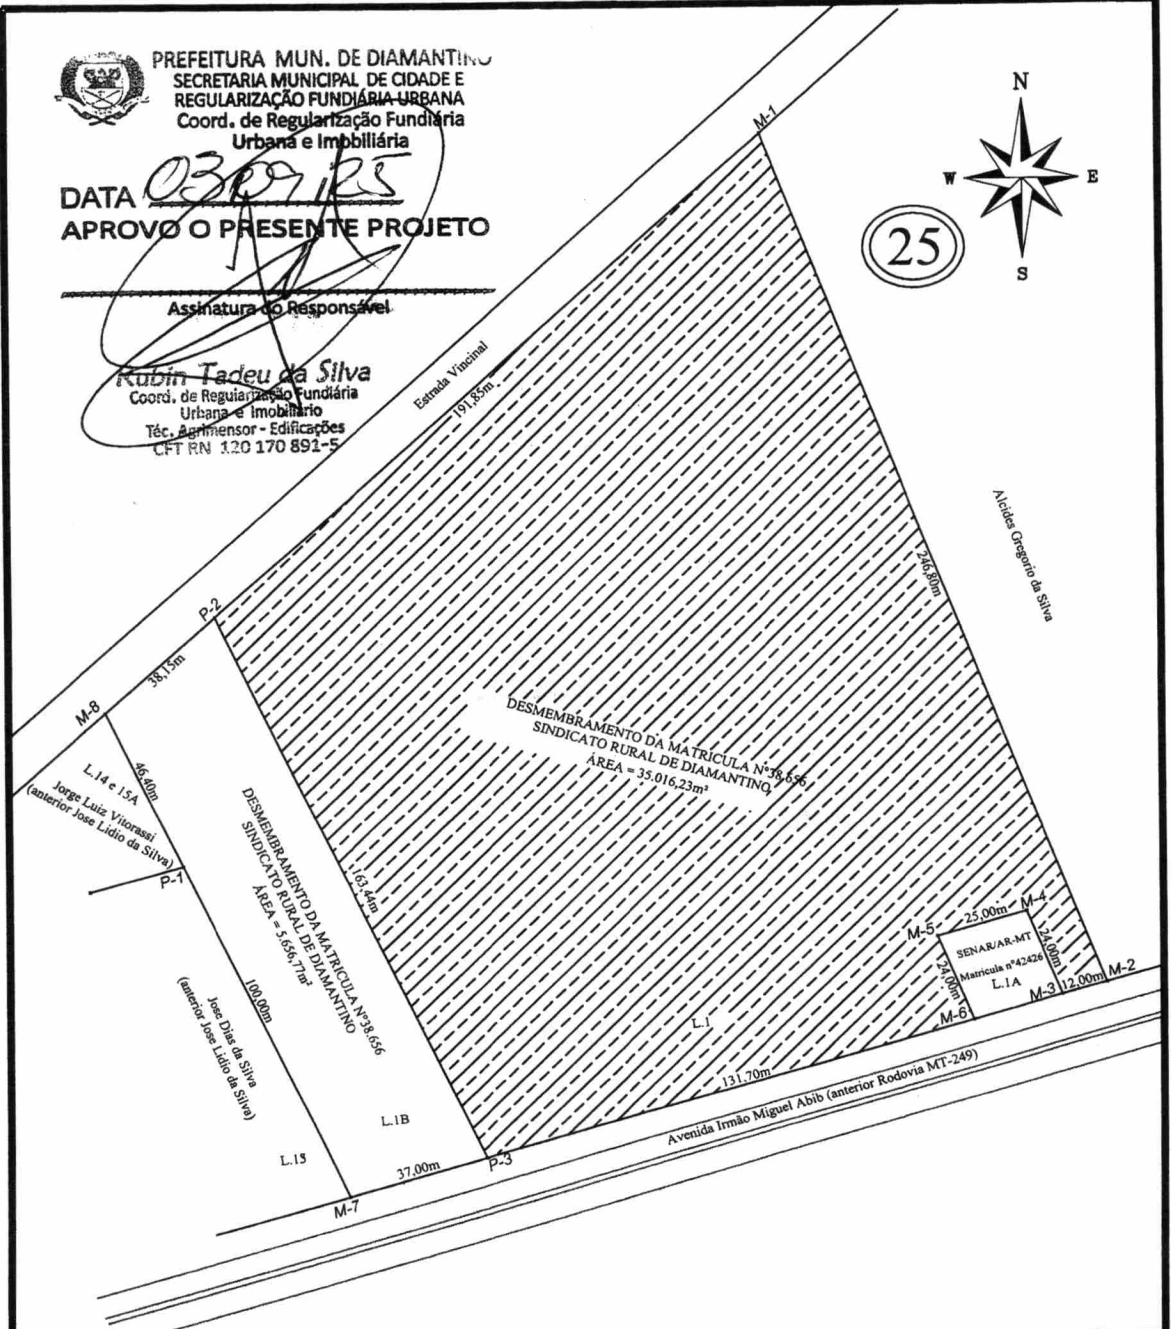 PREFEITURA MUN. DE DIAMANTINO
SECRETARIA MUNICIPAL DE CIDADE E
REGULARIZAÇÃO FUNDIÁRIA URBANA
Coord. de Regularização Fundiária
Urbana e Imobiliária
DATA 03/09/25
APROVO O PRESENTE PROJETO
Assinatura do Responsável
Rubin Tadeu da Silva
Coord. de Regularização Fundiária
Urbana e Imobiliário
Téc. Agrimensor - Edificações
CFT RN 120 170 891-5
N
W
E
S
25
M-1
Estrada Vincinal
191,85m
246,80m
Alcides Gregorio da Silva
P-2
38,15m
M-8
46,40m
L.14 e 15A
Jorge Luiz Vitorassi
(anterior Jose Lidio da Silva)
P-1
DESMEMBRAMENTO DA MATRICULA N°38.656
SINDICATO RURAL DE DIAMANTINO
ÁREA = 35.016,23m²
DESMEMBRAMENTO DA MATRICULA N°38.656
SINDICATO RURAL DE DIAMANTINO
ÁREA = 5.656,77m²
163,44m
100,00m
Jose Dias da Silva
(anterior Jose Lidio da Silva)
M-5
25,00m
M-4
SENAR/AR-MT
Matricula n°42426
L.1A
24,00m
24,00m
M-6
M-3
12,00m
M-2
L.1
131,70m
Avenida Irmão Miguel Abib (anterior Rodovia MT-249)
L.1B
L.15
37,00m
P-3
M-7